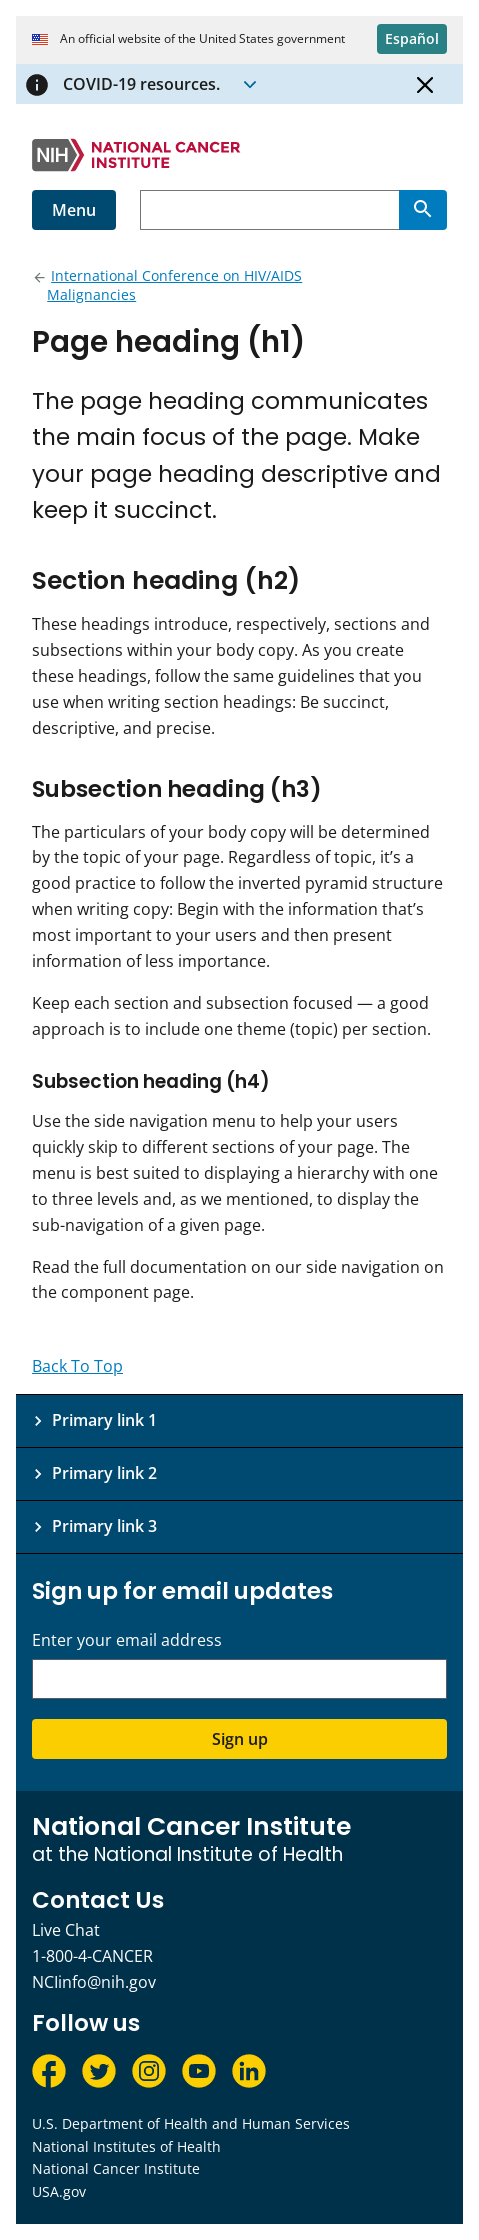 An official website of the United States government
Español
COVID-19 resources.
NIH NATIONAL CANCER
INSTITUTE
Menu
International Conference on HIV/AIDS
Malignancies
Page heading (h1)
The page heading communicates
the main focus of the page. Make
your page heading descriptive and
keep it succinct.
Section heading (h2)
These headings introduce, respectively, sections and
subsections within your body copy. As you create
these headings, follow the same guidelines that you
use when writing section headings: Be succinct,
descriptive, and precise.
Subsection heading (h3)
The particulars of your body copy will be determined
by the topic of your page. Regardless of topic, it’s a
good practice to follow the inverted pyramid structure
when writing copy: Begin with the information that’s
most important to your users and then present
information of less importance.
Keep each section and subsection focused — a good
approach is to include one theme (topic) per section.
Subsection heading (h4)
Use the side navigation menu to help your users
quickly skip to different sections of your page. The
menu is best suited to displaying a hierarchy with one
to three levels and, as we mentioned, to display the
sub-navigation of a given page.
Read the full documentation on our side navigation on
the component page.
Back To Top
Primary link 1
Primary link 2
Primary link 3
Sign up for email updates
Enter your email address
Sign up
National Cancer Institute
at the National Institute of Health
Contact Us
Live Chat
1-800-4-CANCER
NCIinfo@nih.gov
Follow us
U.S. Department of Health and Human Services
National Institutes of Health
National Cancer Institute
USA.gov